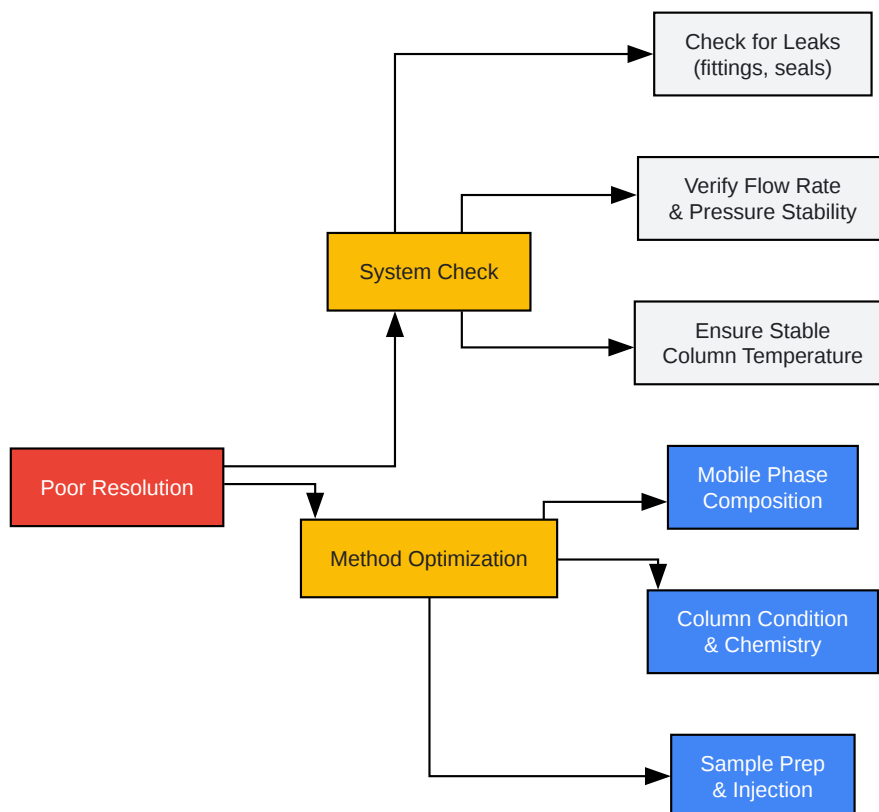 Check for Leaks
(fittings, seals)
Verify Flow Rate
& Pressure Stability
System Check
Ensure Stable
Column Temperature
Poor Resolution
Mobile Phase
Composition
Method Optimization
Column Condition
& Chemistry
Sample Prep
& Injection